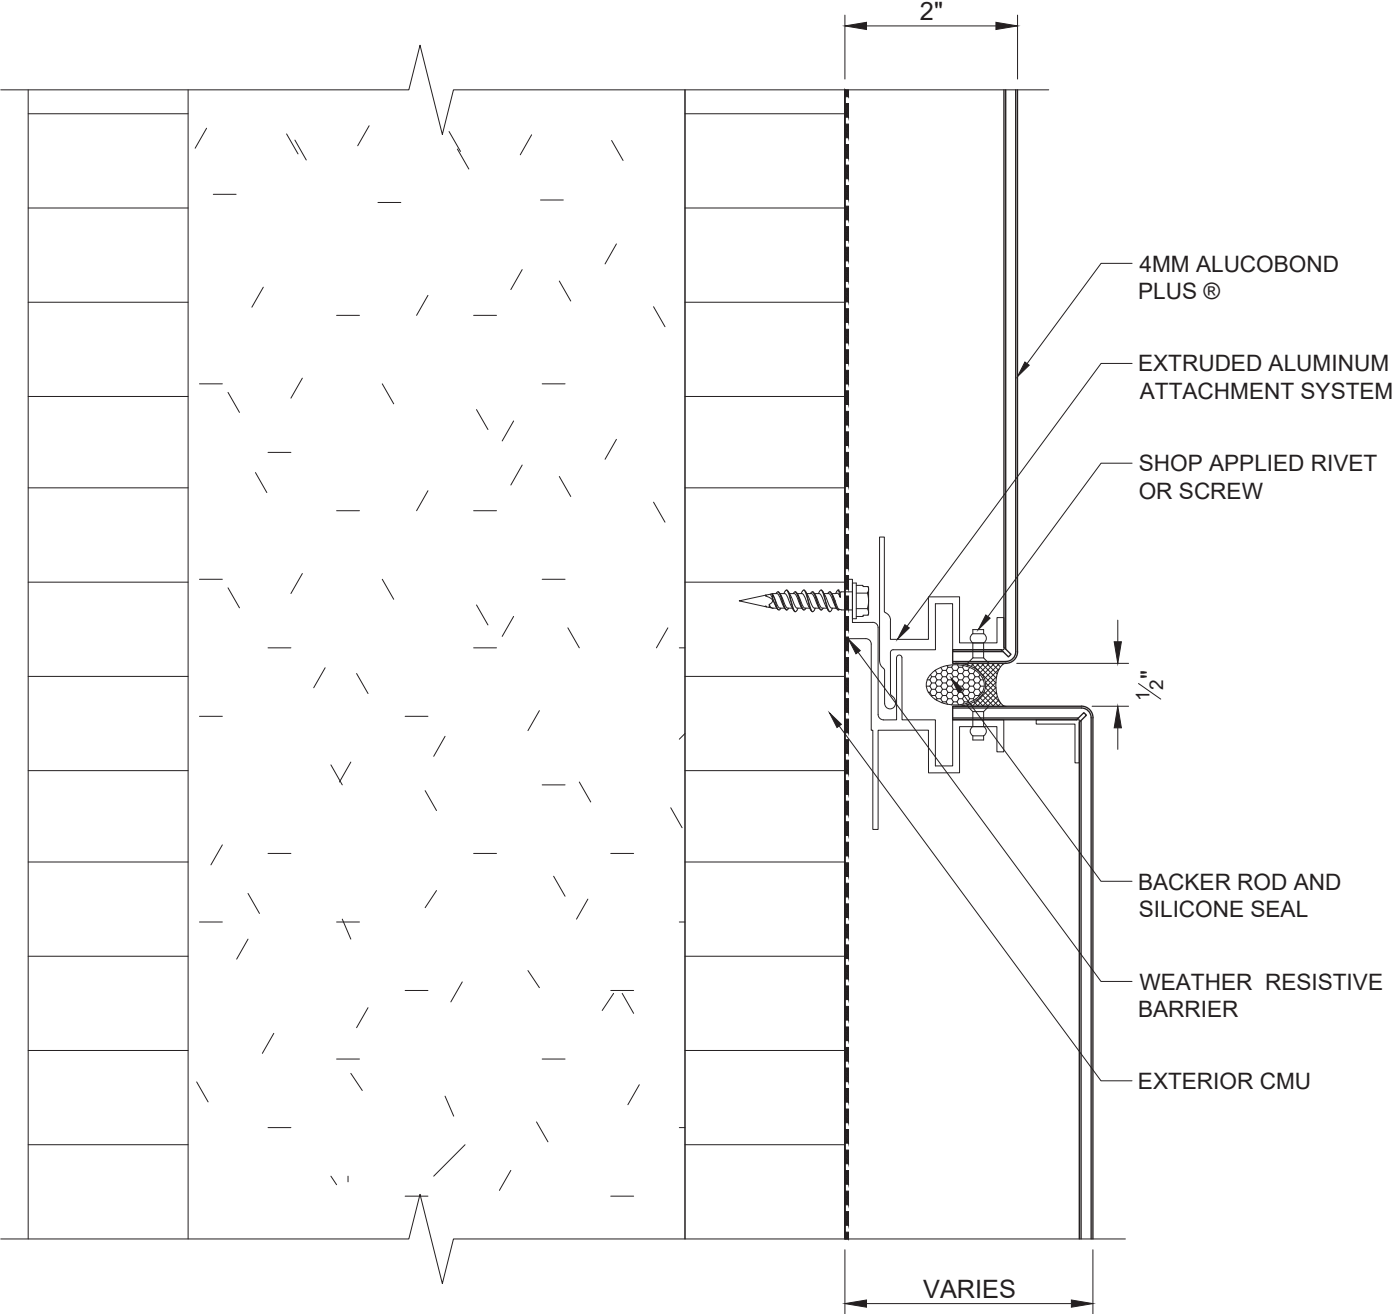 2"
4MM ALUCOBOND
PLUS ®
EXTRUDED ALUMINUM
ATTACHMENT SYSTEM
SHOP APPLIED RIVET
OR SCREW
½"
BACKER ROD AND
SILICONE SEAL
WEATHER RESISTIVE
BARRIER
EXTERIOR CMU
VARIES